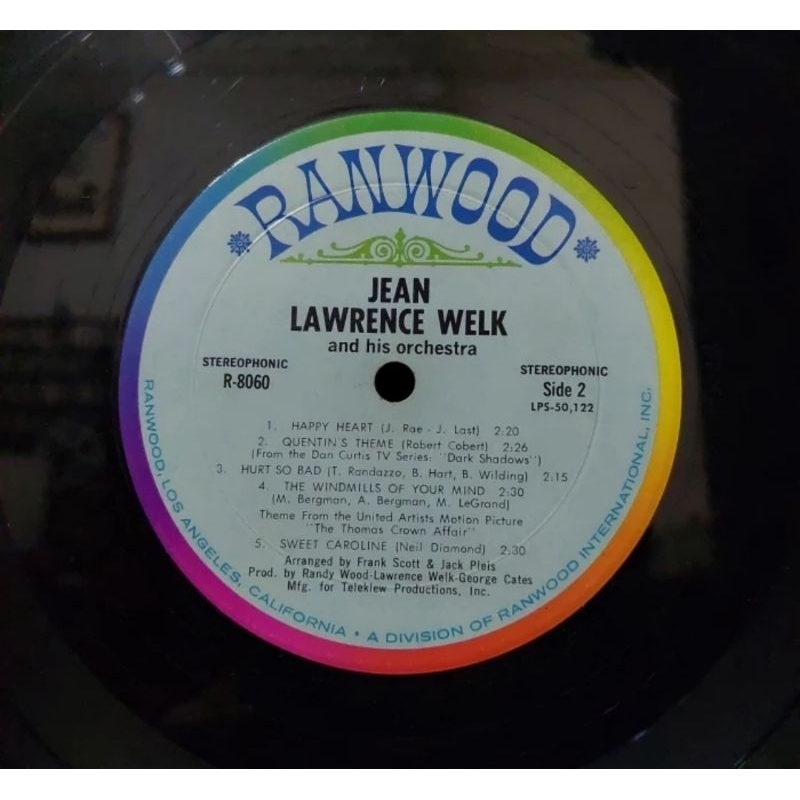 RANWOOD
JEAN
LAWRENCE WELK
and his orchestra
STEREOPHONIC
R-8060
STEREOPHONIC
Side 2
LPS-50,122
1. HAPPY HEART (J. Rae - J. Last) 2:20
2. QUENTIN'S THEME (Robert Cobert) 2:26
(From the Dan Curtis TV Series: "Dark Shadows")
3. HURT SO BAD (T. Randazzo, B. Hart, B. Wilding) 2:15
4. THE WINDMILLS OF YOUR MIND 2:30
(M. Bergman, A. Bergman, M. LeGrand)
Theme From the United Artists Motion Picture
"The Thomas Crown Affair"
5. SWEET CAROLINE (Neil Diamond) 2:30
Arranged by Frank Scott & Jack Pleis
Prod. by Randy Wood-Lawrence Welk-George Cates
Mfg. for Teleklew Productions, Inc.
RANWOOD, LOS ANGELES, CALIFORNIA • A DIVISION OF RANWOOD INTERNATIONAL, INC.